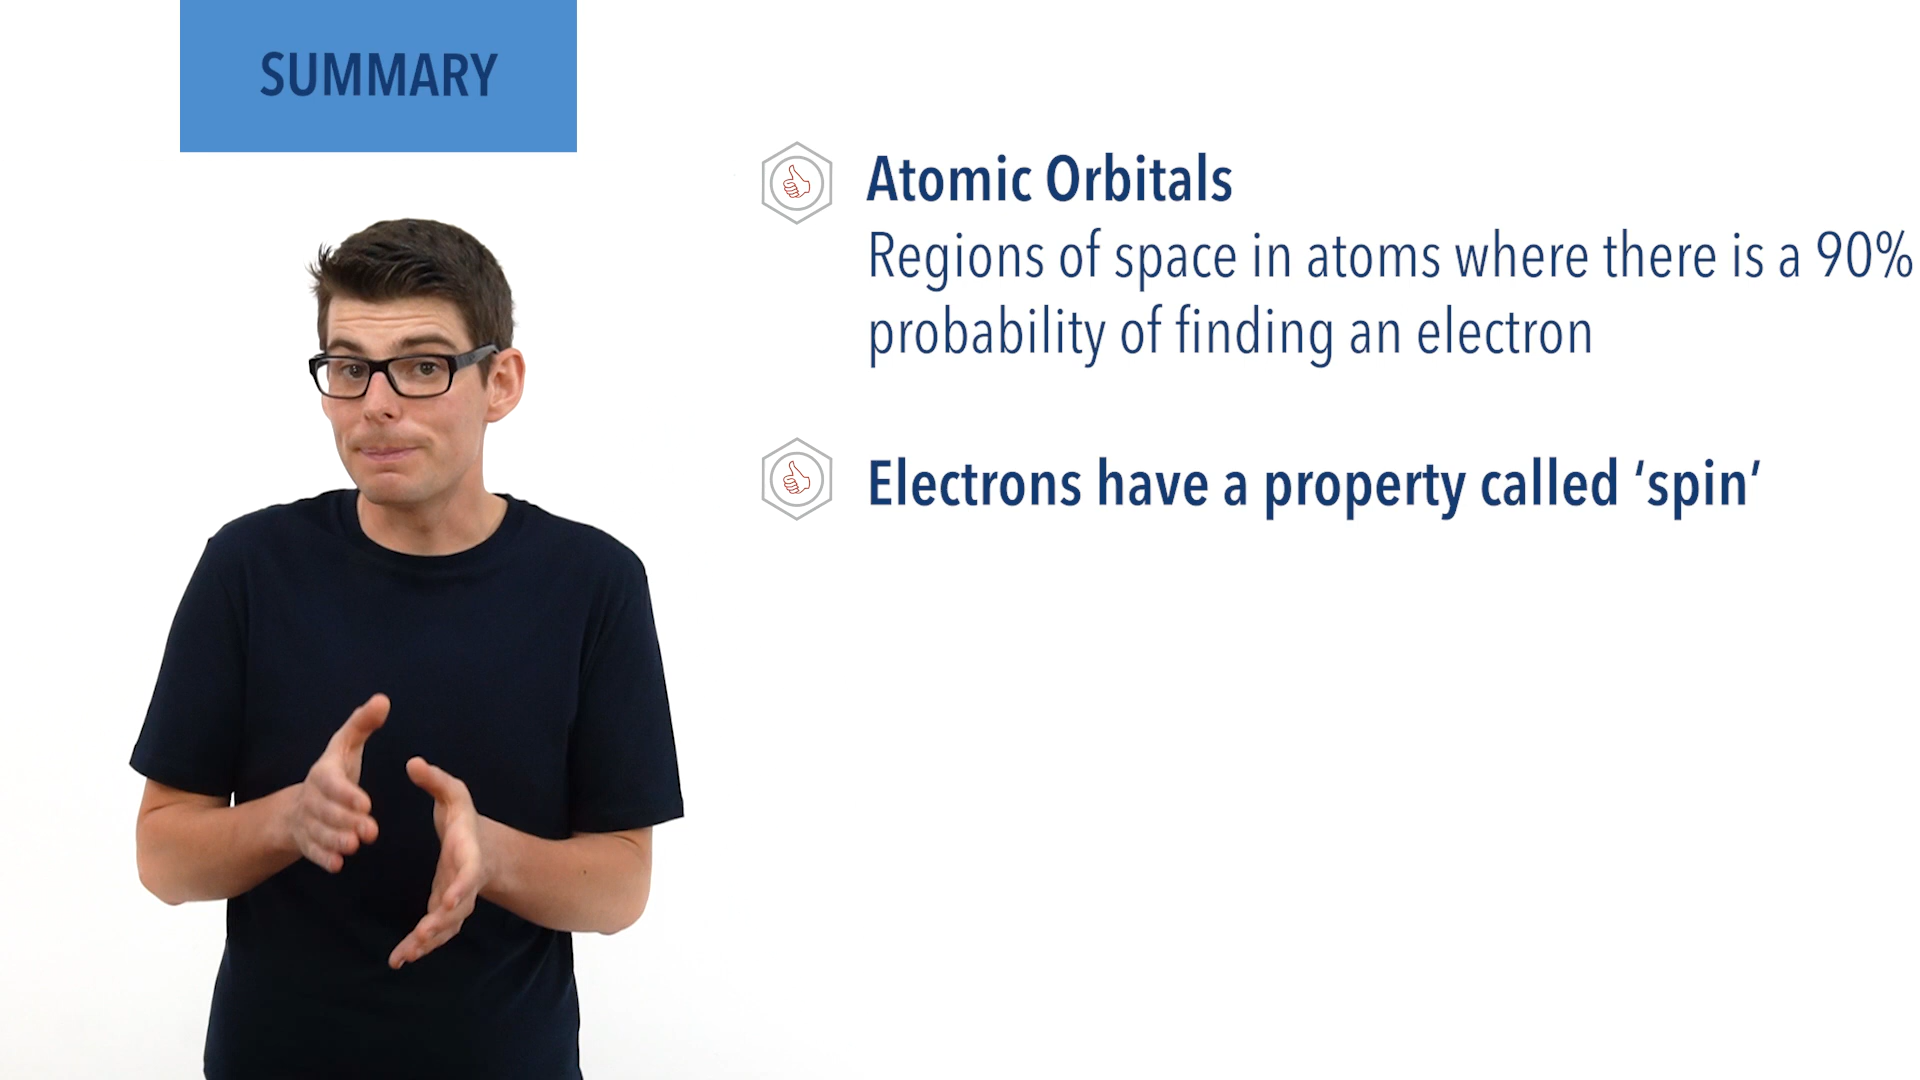 SUMMARY
Atomic Orbitals
Regions of space in atoms where there is a 90%
probability of finding an electron
Electrons have a property called ‘spin’